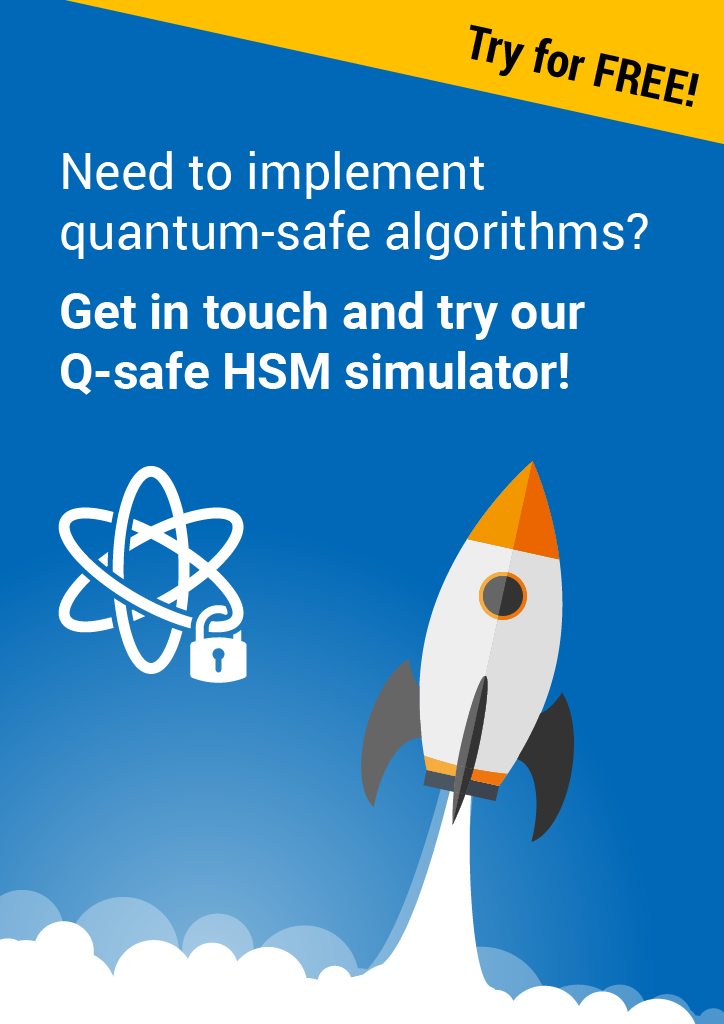 Try for FREE!
Need to implement
quantum-safe algorithms?
Get in touch and try our
Q-safe HSM simulator!